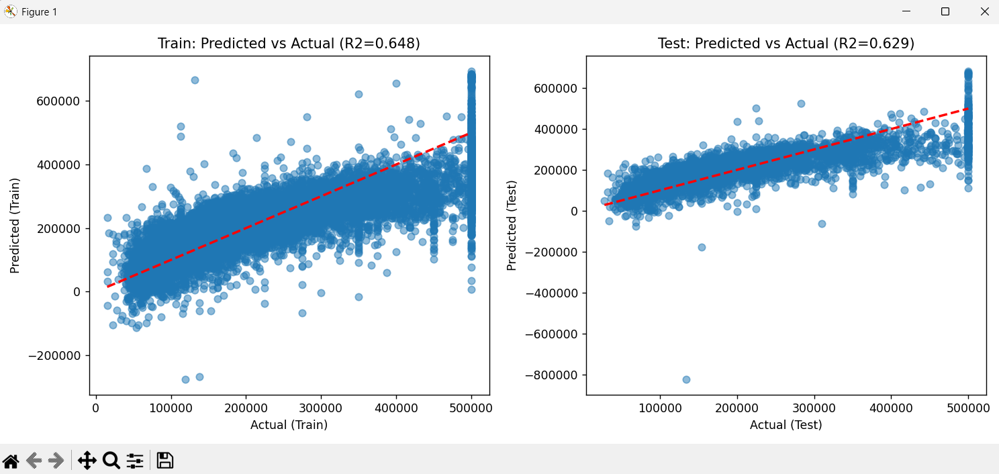 Figure 1
Train: Predicted vs Actual (R2=0.648)
Predicted (Train)
600000
400000
200000
0
−200000
0 100000 200000 300000 400000 500000
Actual (Train)
Test: Predicted vs Actual (R2=0.629)
Predicted (Test)
600000
400000
200000
0
−200000
−400000
−600000
−800000
100000 200000 300000 400000 500000
Actual (Test)